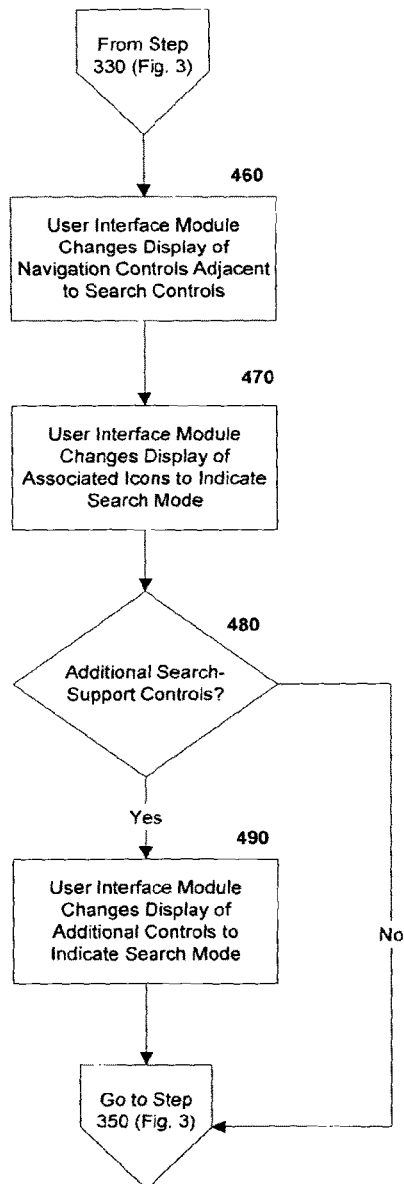 From Step
330 (Fig. 3)
460
User Interface Module
Changes Display of
Navigation Controls Adjacent
to Search Controls
470
User Interface Module
Changes Display of
Associated Icons to Indicate
Search Mode
480
Additional Search-
Support Controls?
Yes
490
User Interface Module
Changes Display of
Additional Controls to
Indicate Search Mode
No
Go to Step
350 (Fig. 3)